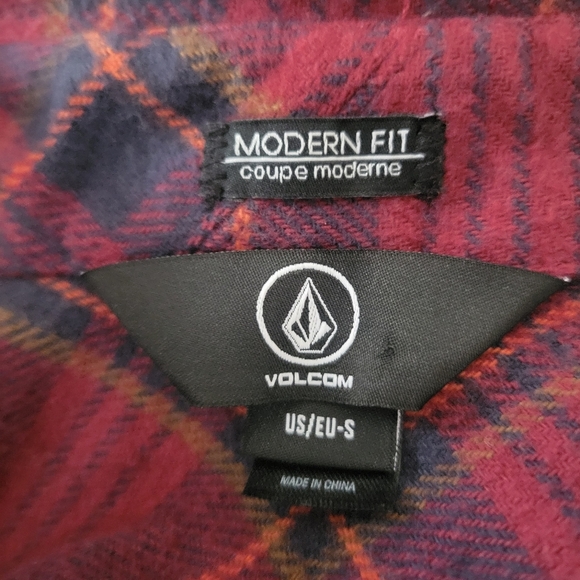 MODERN FIT
coupe moderne
VOLCOM
US/EU-S
MADE IN CHINA